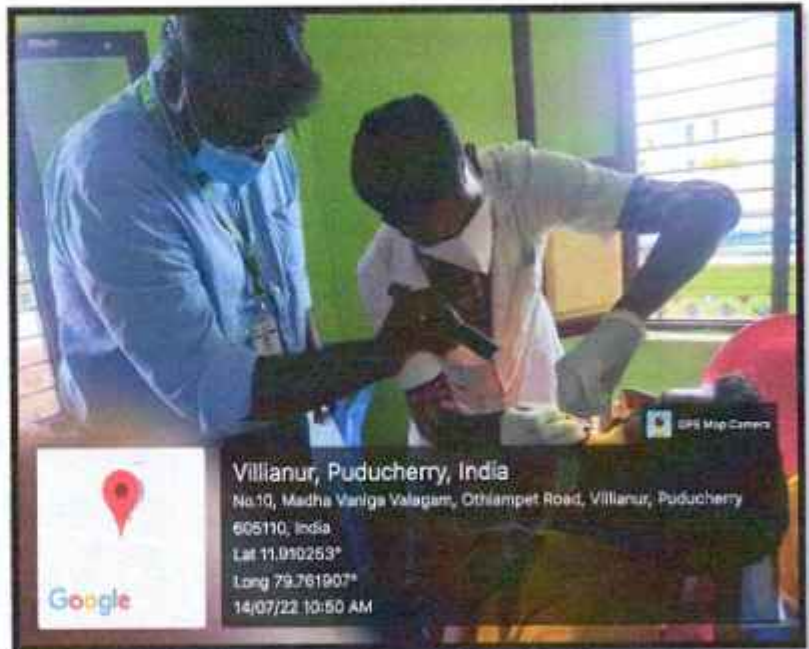 GPS Map Camera
Villianur, Puducherry, India
No.10, Madha Vaniga Valagam, Othiampet Road, Villianur, Puducherry
605110, India
Lat 11.910253°
Long 79.761907°
14/07/22 10:50 AM
Google